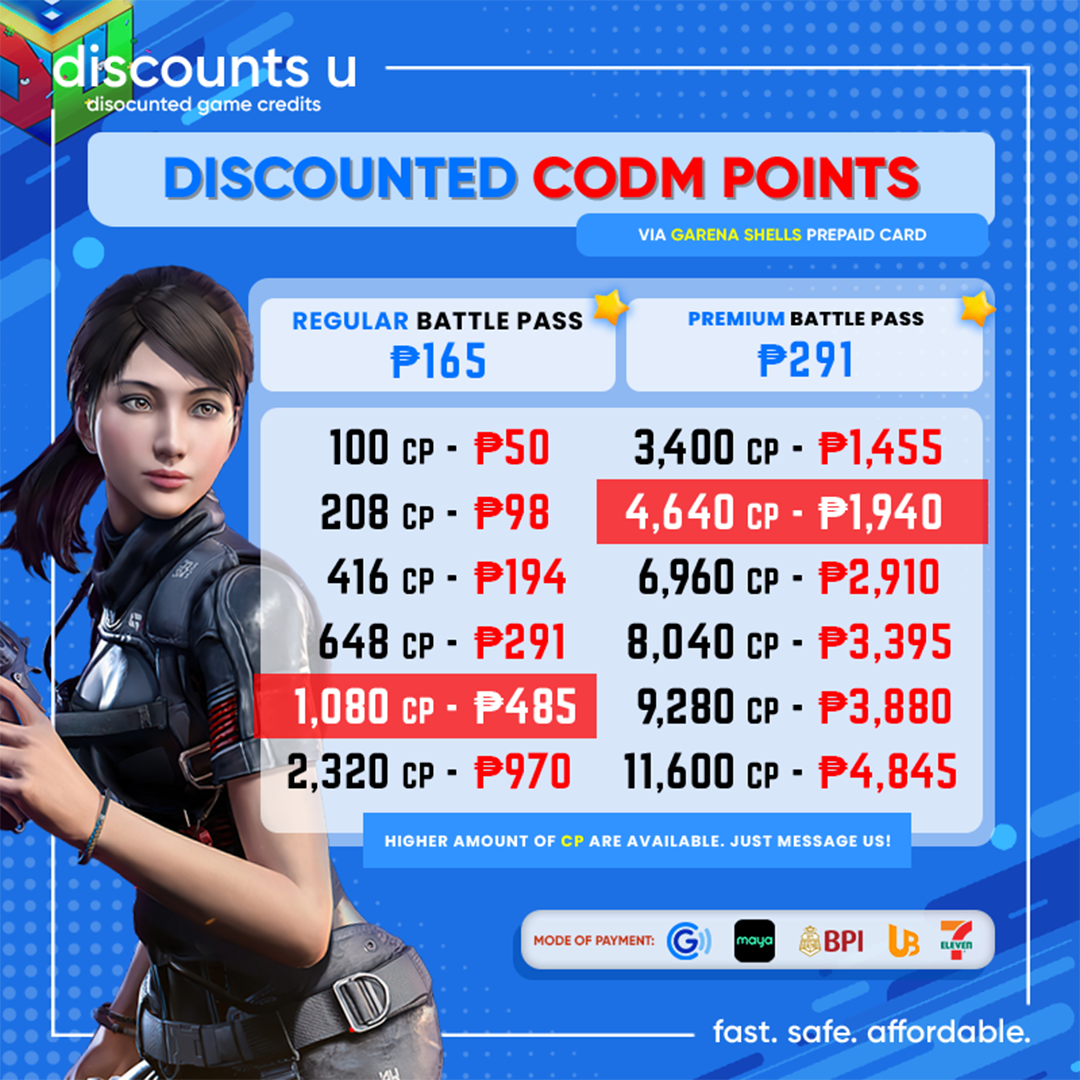 discounts u
disocunted game credits
DISCOUNTED CODM POINTS
VIA GARENA SHELLS PREPAID CARD
REGULAR BATTLE PASS
₱165
PREMIUM BATTLE PASS
₱291
100 CP - ₱50
208 CP - ₱98
416 CP - ₱194
648 CP - ₱291
1,080 CP - ₱485
2,320 CP - ₱970
3,400 CP - ₱1,455
4,640 CP - ₱1,940
6,960 CP - ₱2,910
8,040 CP - ₱3,395
9,280 CP - ₱3,880
11,600 CP - ₱4,845
HIGHER AMOUNT OF CP ARE AVAILABLE. JUST MESSAGE US!
MODE OF PAYMENT: G maya BPI UB 7 ELEVEN
fast. safe. affordable.